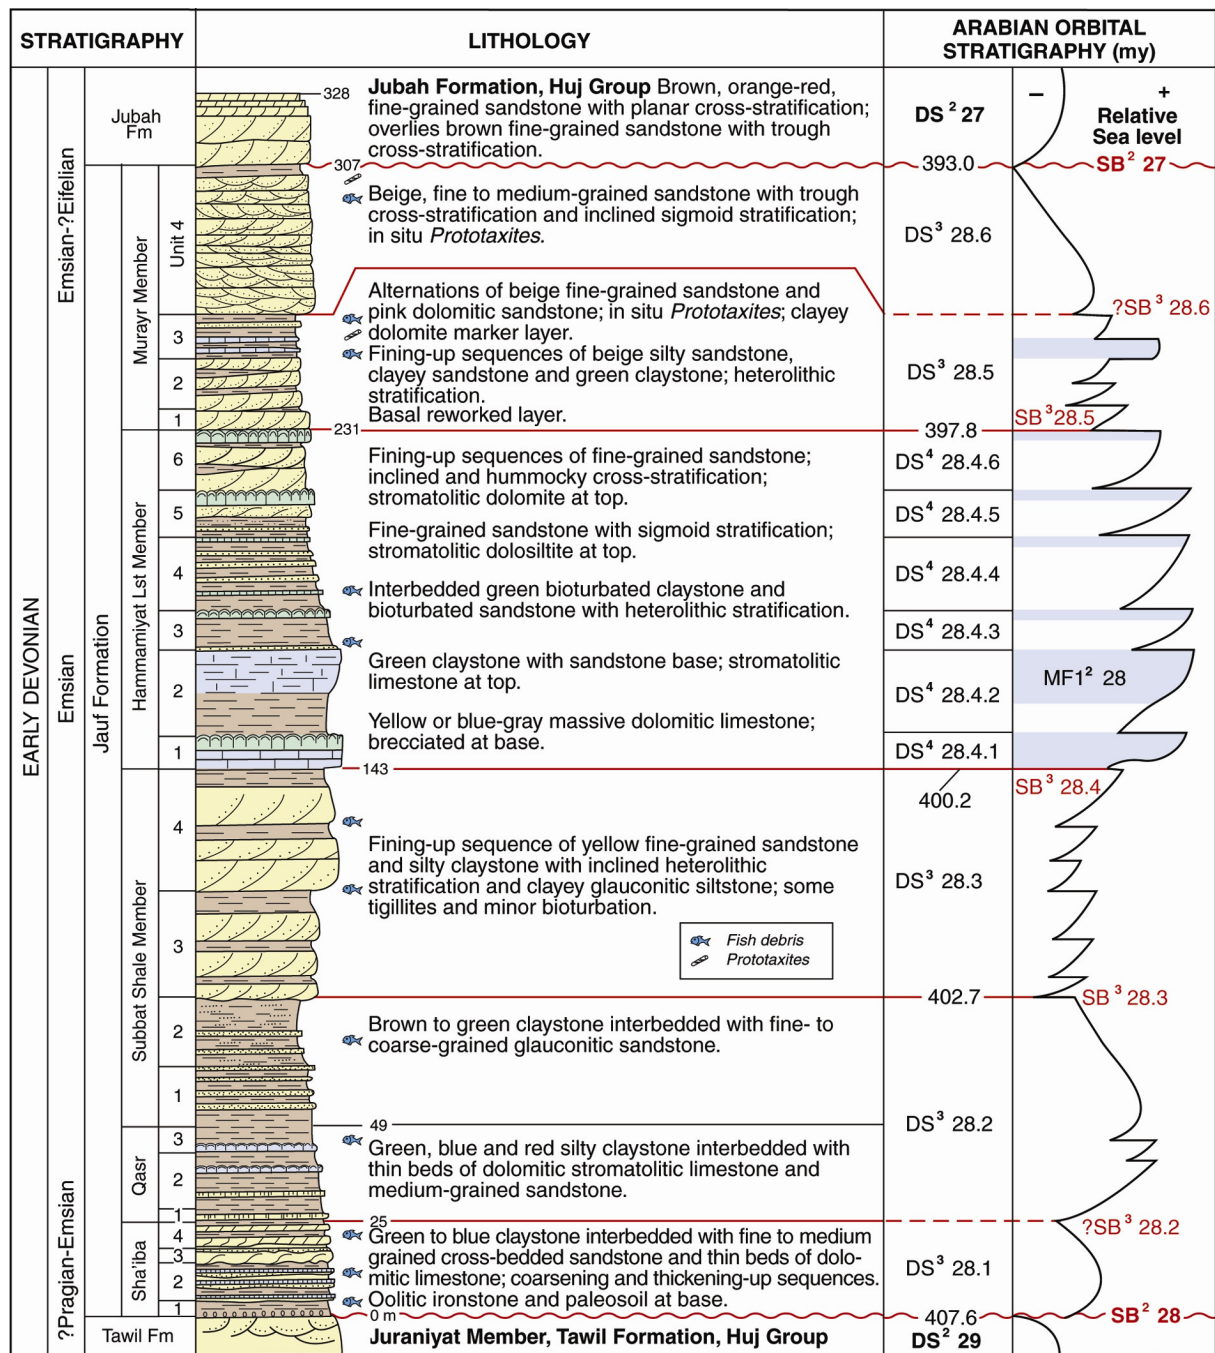 STRATIGRAPHY
LITHOLOGY
ARABIAN ORBITAL
STRATIGRAPHY (my)
EARLY DEVONIAN
Emsian-?Eifelian
Emsian
?Pragian-Emsian
Jubah
Fm
Jauf Formation
Murayr Member
Unit 4
3
2
1
Hammamiyat Lst Member
6
5
4
3
2
1
Subbat Shale Member
4
3
2
1
Qasr
3
2
1
Sha'iba
4
3
2
1
Tawil Fm
328
307
231
143
49
25
0 m
Jubah Formation, Huj Group Brown, orange-red,
fine-grained sandstone with planar cross-stratification;
overlies brown fine-grained sandstone with trough
cross-stratification.
Beige, fine to medium-grained sandstone with trough
cross-stratification and inclined sigmoid stratification;
in situ Prototaxites.
Alternations of beige fine-grained sandstone and
pink dolomitic sandstone; in situ Prototaxites; clayey
dolomite marker layer.
Fining-up sequences of beige silty sandstone,
clayey sandstone and green claystone; heterolithic
stratification.
Basal reworked layer.
Fining-up sequences of fine-grained sandstone;
inclined and hummocky cross-stratification;
stromatolitic dolomite at top.
Fine-grained sandstone with sigmoid stratification;
stromatolitic dolosiltite at top.
Interbedded green bioturbated claystone and
bioturbated sandstone with heterolithic stratification.
Green claystone with sandstone base; stromatolitic
limestone at top.
Yellow or blue-gray massive dolomitic limestone;
brecciated at base.
Fining-up sequence of yellow fine-grained sandstone
and silty claystone with inclined heterolithic
stratification and clayey glauconitic siltstone; some
tigillites and minor bioturbation.
Fish debris
Prototaxites
Brown to green claystone interbedded with fine- to
coarse-grained glauconitic sandstone.
Green, blue and red silty claystone interbedded with
thin beds of dolomitic stromatolitic limestone and
medium-grained sandstone.
Green to blue claystone interbedded with fine to medium
grained cross-bedded sandstone and thin beds of dolo-
mitic limestone; coarsening and thickening-up sequences.
Oolitic ironstone and paleosoil at base.
Juraniyat Member, Tawil Formation, Huj Group
DS² 27
393.0
DS³ 28.6
DS³ 28.5
397.8
DS⁴ 28.4.6
DS⁴ 28.4.5
DS⁴ 28.4.4
DS⁴ 28.4.3
DS⁴ 28.4.2
DS⁴ 28.4.1
400.2
DS³ 28.3
402.7
DS³ 28.2
DS³ 28.1
407.6
DS² 29
− +
Relative
Sea level
SB² 27
?SB³ 28.6
SB³ 28.5
MF1² 28
SB³ 28.4
SB³ 28.3
?SB³ 28.2
SB² 28